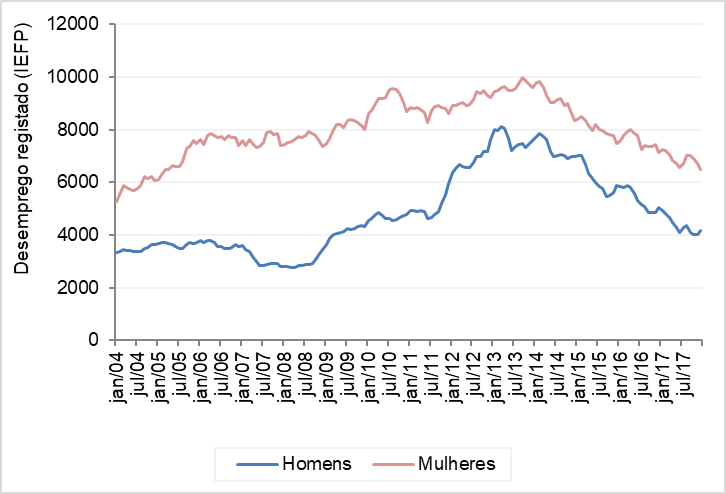 Desemprego registado (IEFP)
12000
10000
8000
6000
4000
2000
0
jan/04
jul/04
jan/05
jul/05
jan/06
jul/06
jan/07
jul/07
jan/08
jul/08
jan/09
jul/09
jan/10
jul/10
jan/11
jul/11
jan/12
jul/12
jan/13
jul/13
jan/14
jul/14
jan/15
jul/15
jan/16
jul/16
jan/17
jul/17
Homens
Mulheres